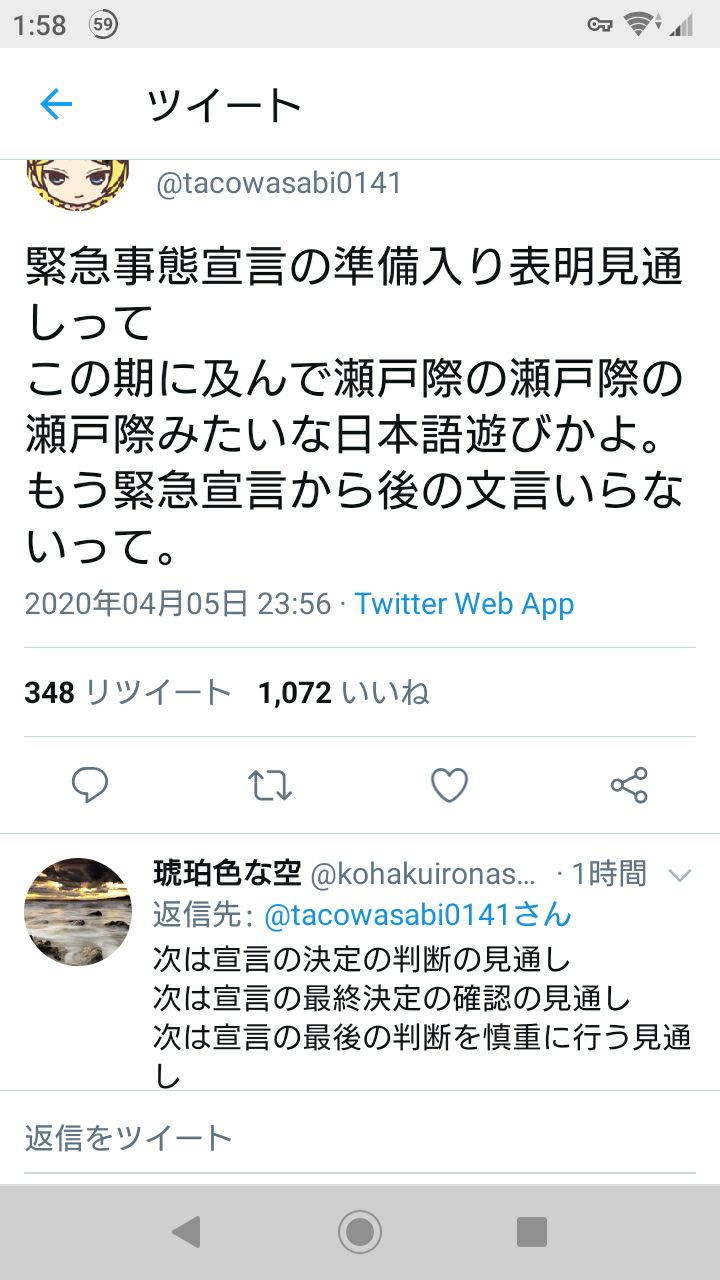 1:58 59
ツイート
@tacowasabi0141
緊急事態宣言の準備入り表明見通
しって
この期に及んで瀬戸際の瀬戸際の
瀬戸際みたいな日本語遊びかよ。
もう緊急宣言から後の文言いらな
いって。
2020年04月05日 23:56 · Twitter Web App
348 リツイート 1,072 いいね
琥珀色な空 @kohakuironas... · 1時間
返信先: @tacowasabi0141さん
次は宣言の決定の判断の見通し
次は宣言の最終決定の確認の見通し
次は宣言の最後の判断を慎重に行う見通
し
返信をツイート